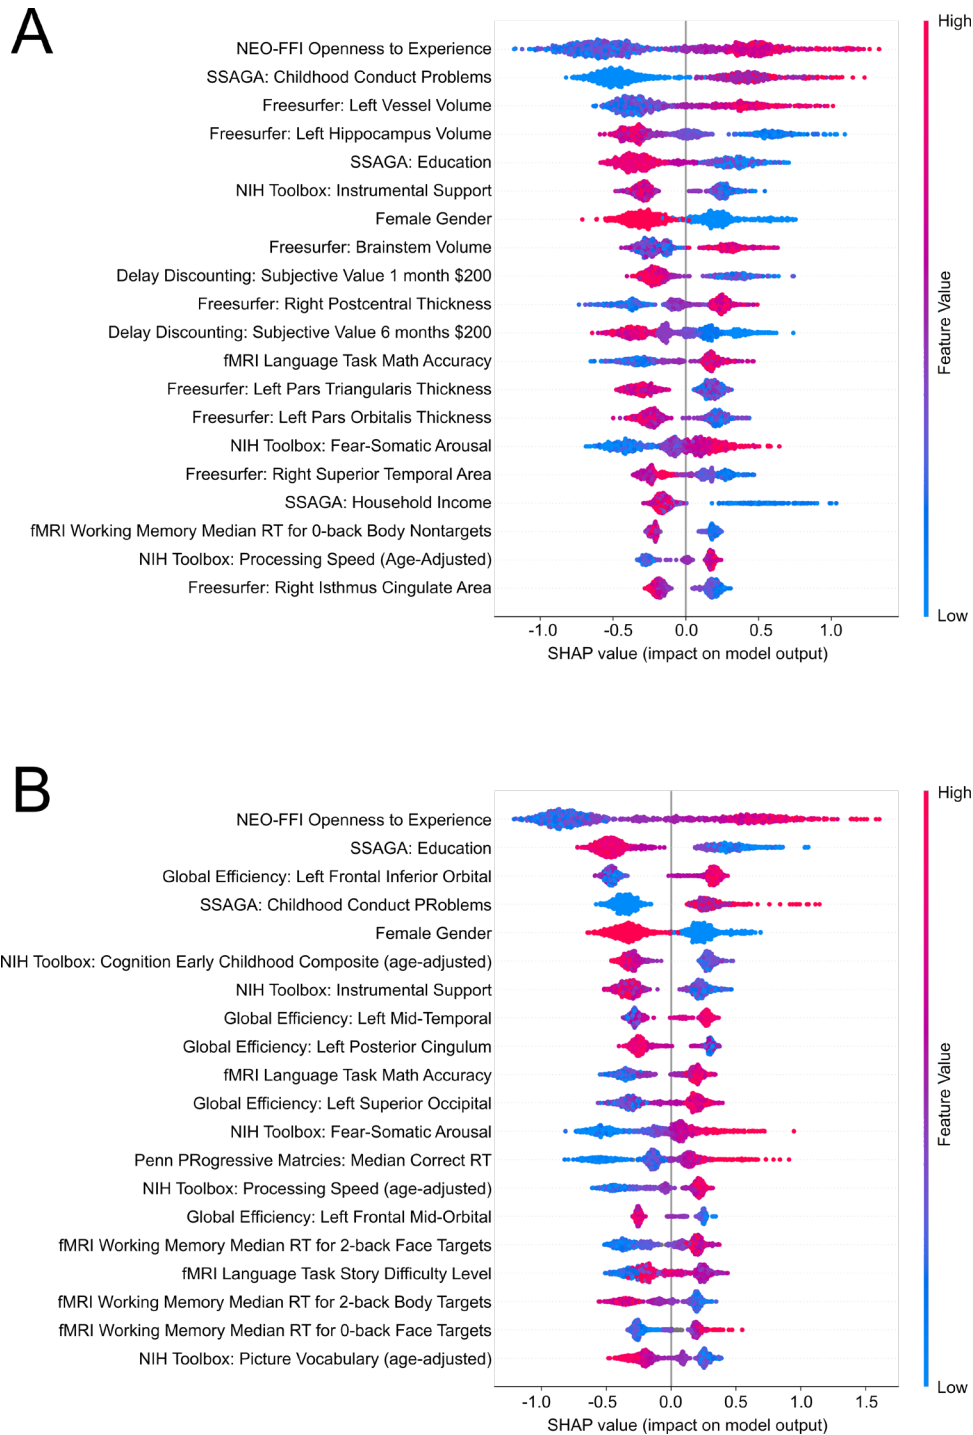 A
High
NEO-FFI Openness to Experience
SSAGA: Childhood Conduct Problems
Freesurfer: Left Vessel Volume
Freesurfer: Left Hippocampus Volume
SSAGA: Education
NIH Toolbox: Instrumental Support
Female Gender
Freesurfer: Brainstem Volume
Delay Discounting: Subjective Value 1 month $200
Freesurfer: Right Postcentral Thickness
Delay Discounting: Subjective Value 6 months $200
fMRI Language Task Math Accuracy
Freesurfer: Left Pars Triangularis Thickness
Freesurfer: Left Pars Orbitalis Thickness
NIH Toolbox: Fear-Somatic Arousal
Freesurfer: Right Superior Temporal Area
SSAGA: Household Income
fMRI Working Memory Median RT for 0-back Body Nontargets
NIH Toolbox: Processing Speed (Age-Adjusted)
Freesurfer: Right Isthmus Cingulate Area
Feature Value
Low
-1.0 -0.5 0.0 0.5 1.0
SHAP value (impact on model output)
B
High
NEO-FFI Openness to Experience
SSAGA: Education
Global Efficiency: Left Frontal Inferior Orbital
SSAGA: Childhood Conduct PRoblems
Female Gender
NIH Toolbox: Cognition Early Childhood Composite (age-adjusted)
NIH Toolbox: Instrumental Support
Global Efficiency: Left Mid-Temporal
Global Efficiency: Left Posterior Cingulum
fMRI Language Task Math Accuracy
Global Efficiency: Left Superior Occipital
NIH Toolbox: Fear-Somatic Arousal
Penn PRogressive Matrcies: Median Correct RT
NIH Toolbox: Processing Speed (age-adjusted)
Global Efficiency: Left Frontal Mid-Orbital
fMRI Working Memory Median RT for 2-back Face Targets
fMRI Language Task Story Difficulty Level
fMRI Working Memory Median RT for 2-back Body Targets
fMRI Working Memory Median RT for 0-back Face Targets
NIH Toolbox: Picture Vocabulary (age-adjusted)
Feature Value
Low
-1.0 -0.5 0.0 0.5 1.0 1.5
SHAP value (impact on model output)